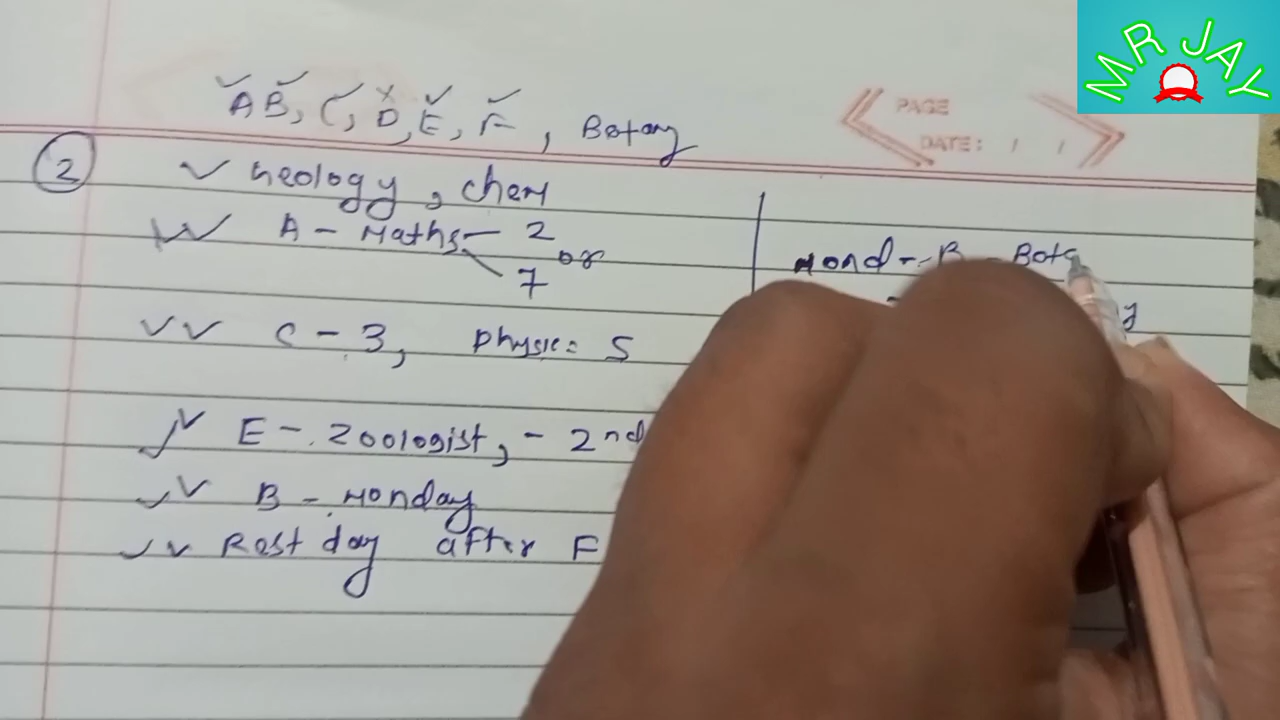 MR JAY
A B, C, D, E, F, Botany
PAGE
DATE: / /
2
Geology, chem
A - Maths - 2
or
7
C - 3, Physic = 5
E - Zoologist, - 2nd
B - Monday
Rest day after F
Mond - B - Bota
y